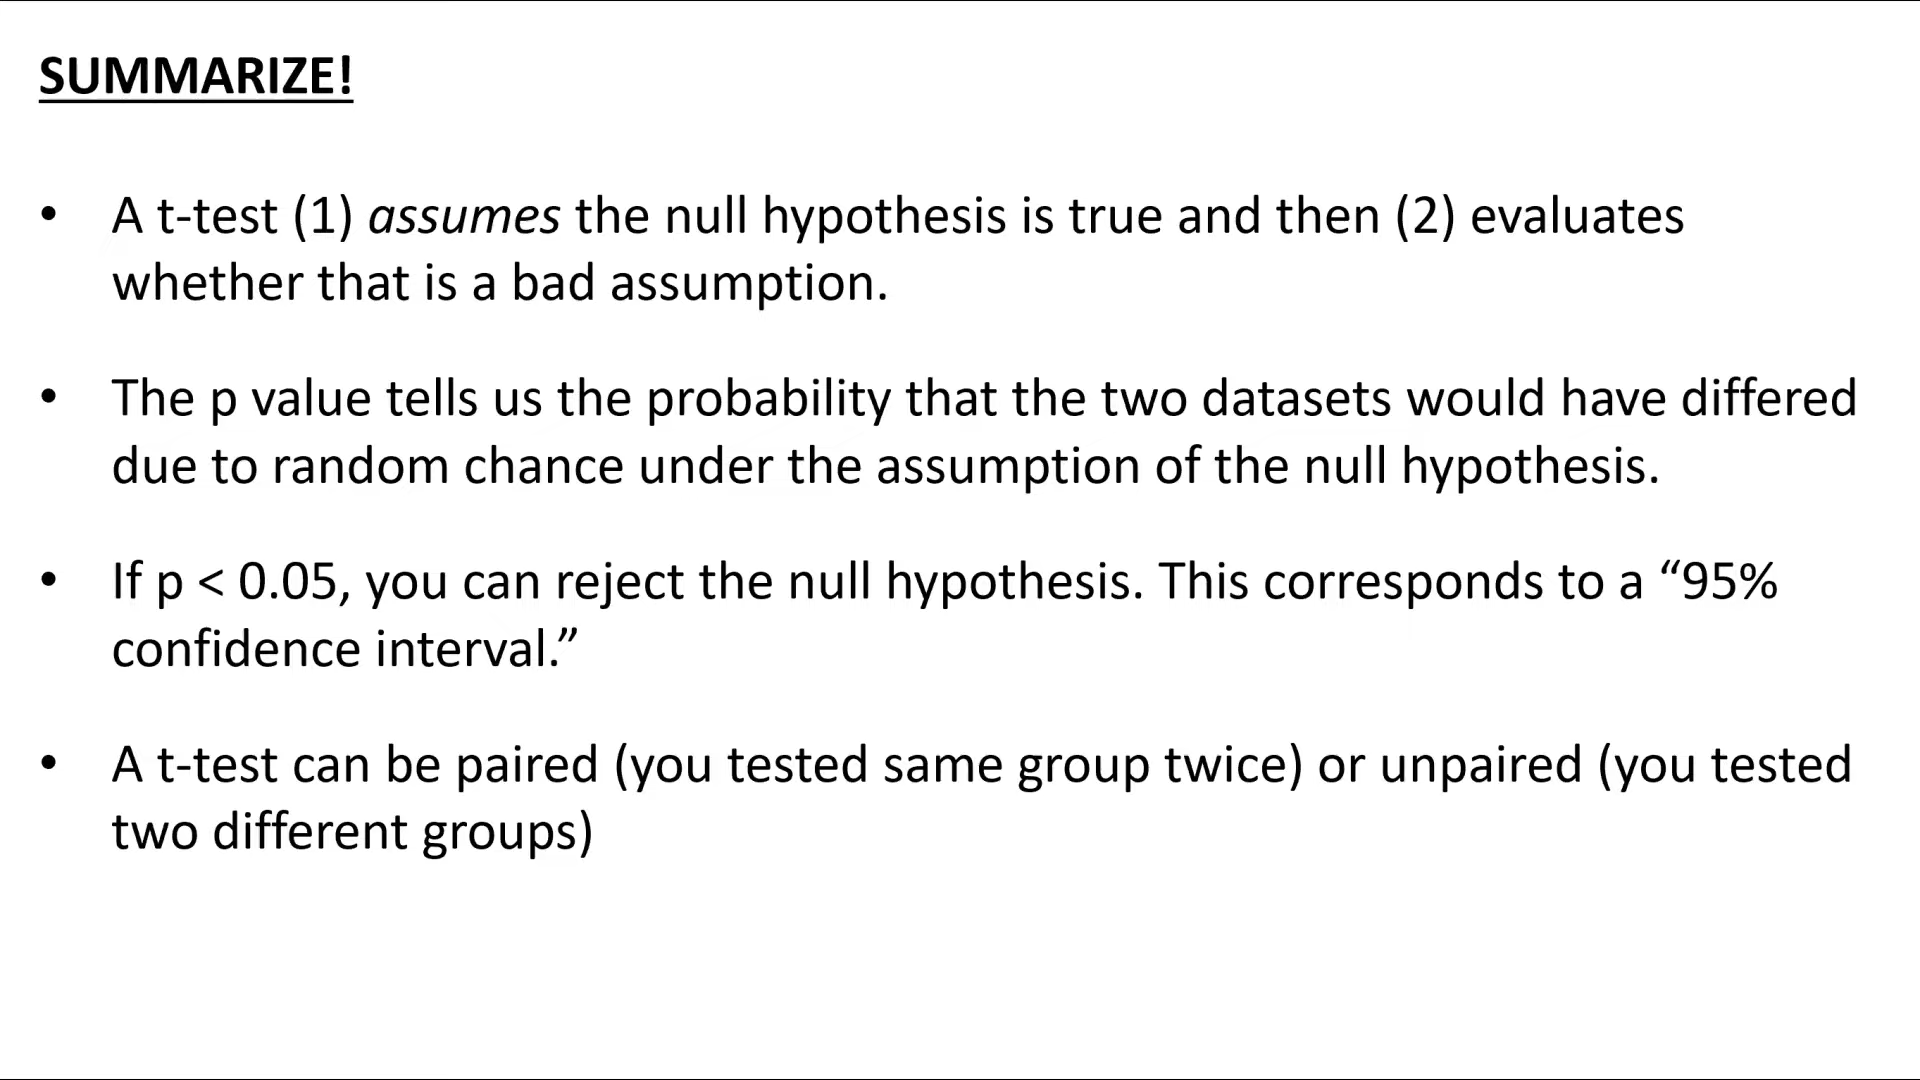 SUMMARIZE!
• A t-test (1) assumes the null hypothesis is true and then (2) evaluates
whether that is a bad assumption.
• The p value tells us the probability that the two datasets would have differed
due to random chance under the assumption of the null hypothesis.
• If p < 0.05, you can reject the null hypothesis. This corresponds to a “95%
confidence interval.”
• A t-test can be paired (you tested same group twice) or unpaired (you tested
two different groups)